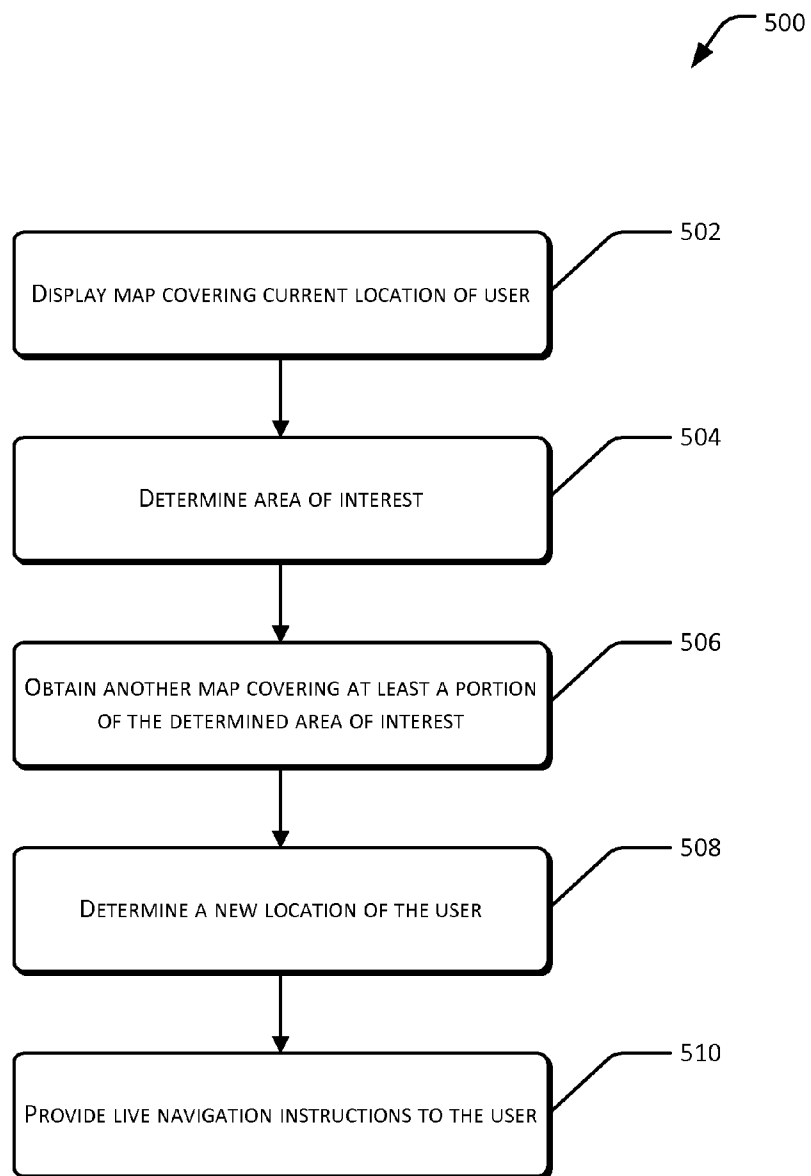 500
DISPLAY MAP COVERING CURRENT LOCATION OF USER
502
DETERMINE AREA OF INTEREST
504
OBTAIN ANOTHER MAP COVERING AT LEAST A PORTION
OF THE DETERMINED AREA OF INTEREST
506
DETERMINE A NEW LOCATION OF THE USER
508
PROVIDE LIVE NAVIGATION INSTRUCTIONS TO THE USER
510